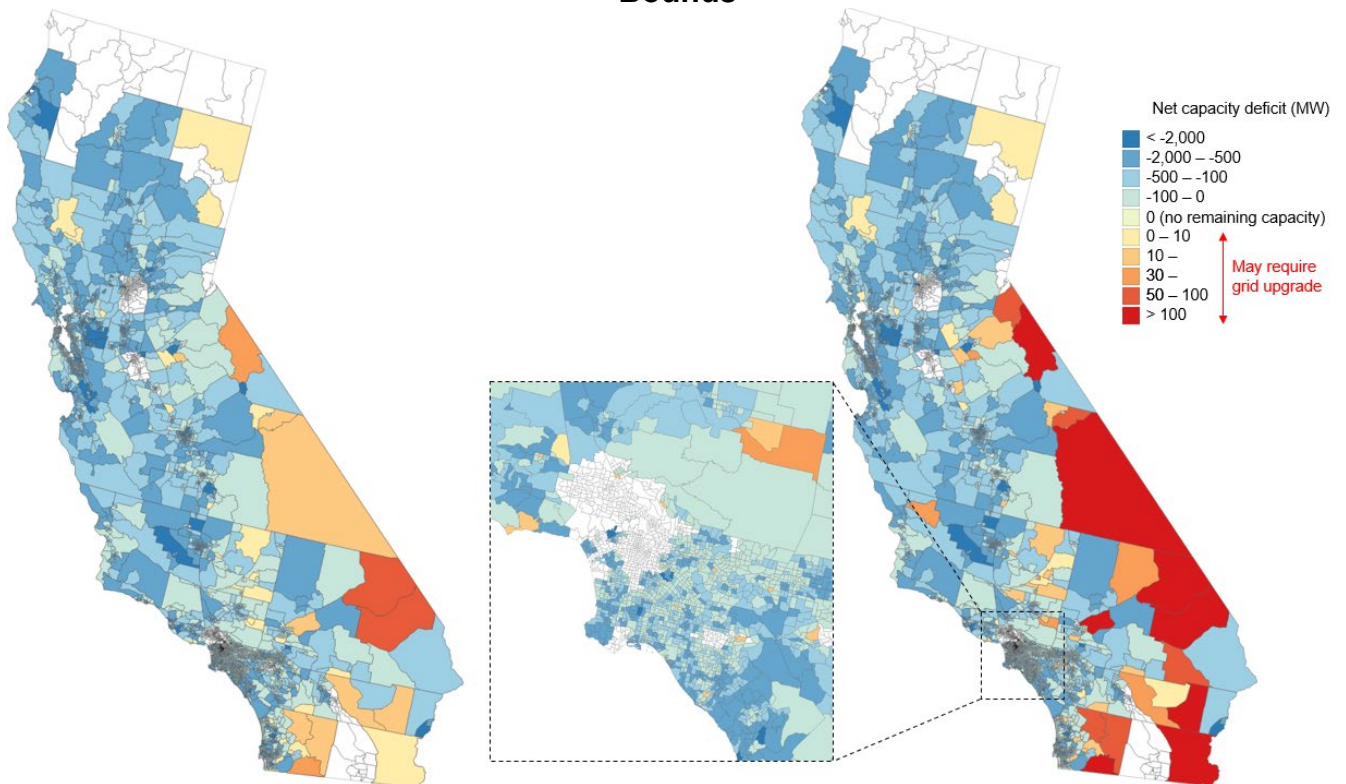 Bounds
Net capacity deficit (MW)
< -2,000
-2,000 – -500
-500 – -100
-100 – 0
0 (no remaining capacity)
0 – 10
10 –
30 –
50 – 100
> 100
May require
grid upgrade